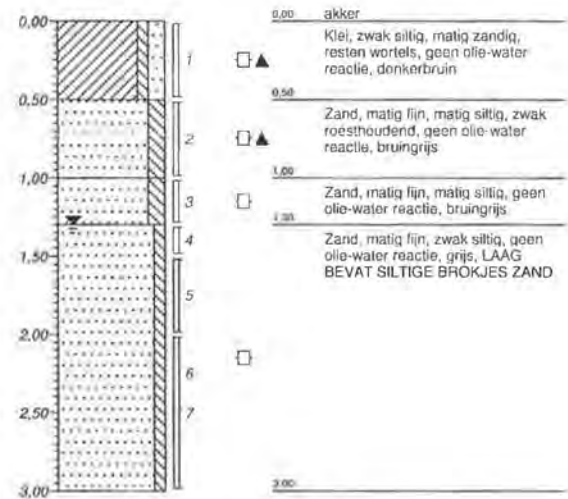 0,00
0,50
1,00
1,50
2,00
2,50
3,00
1
2
3
4
5
6
7
0,00 akker
Klei, zwak siltig, matig zandig,
resten wortels, geen olie-water
reactie, donkerbruin
0,50
Zand, matig fijn, matig siltig, zwak
roesthoudend, geen olie-water
reactie, bruingrijs
1,00
Zand, matig fijn, matig siltig, geen
olie-water reactie, bruingrijs
1,30
Zand, matig fijn, zwak siltig, geen
olie-water reactie, grijs, LAAG
BEVAT SILTIGE BROKJES ZAND
3,00